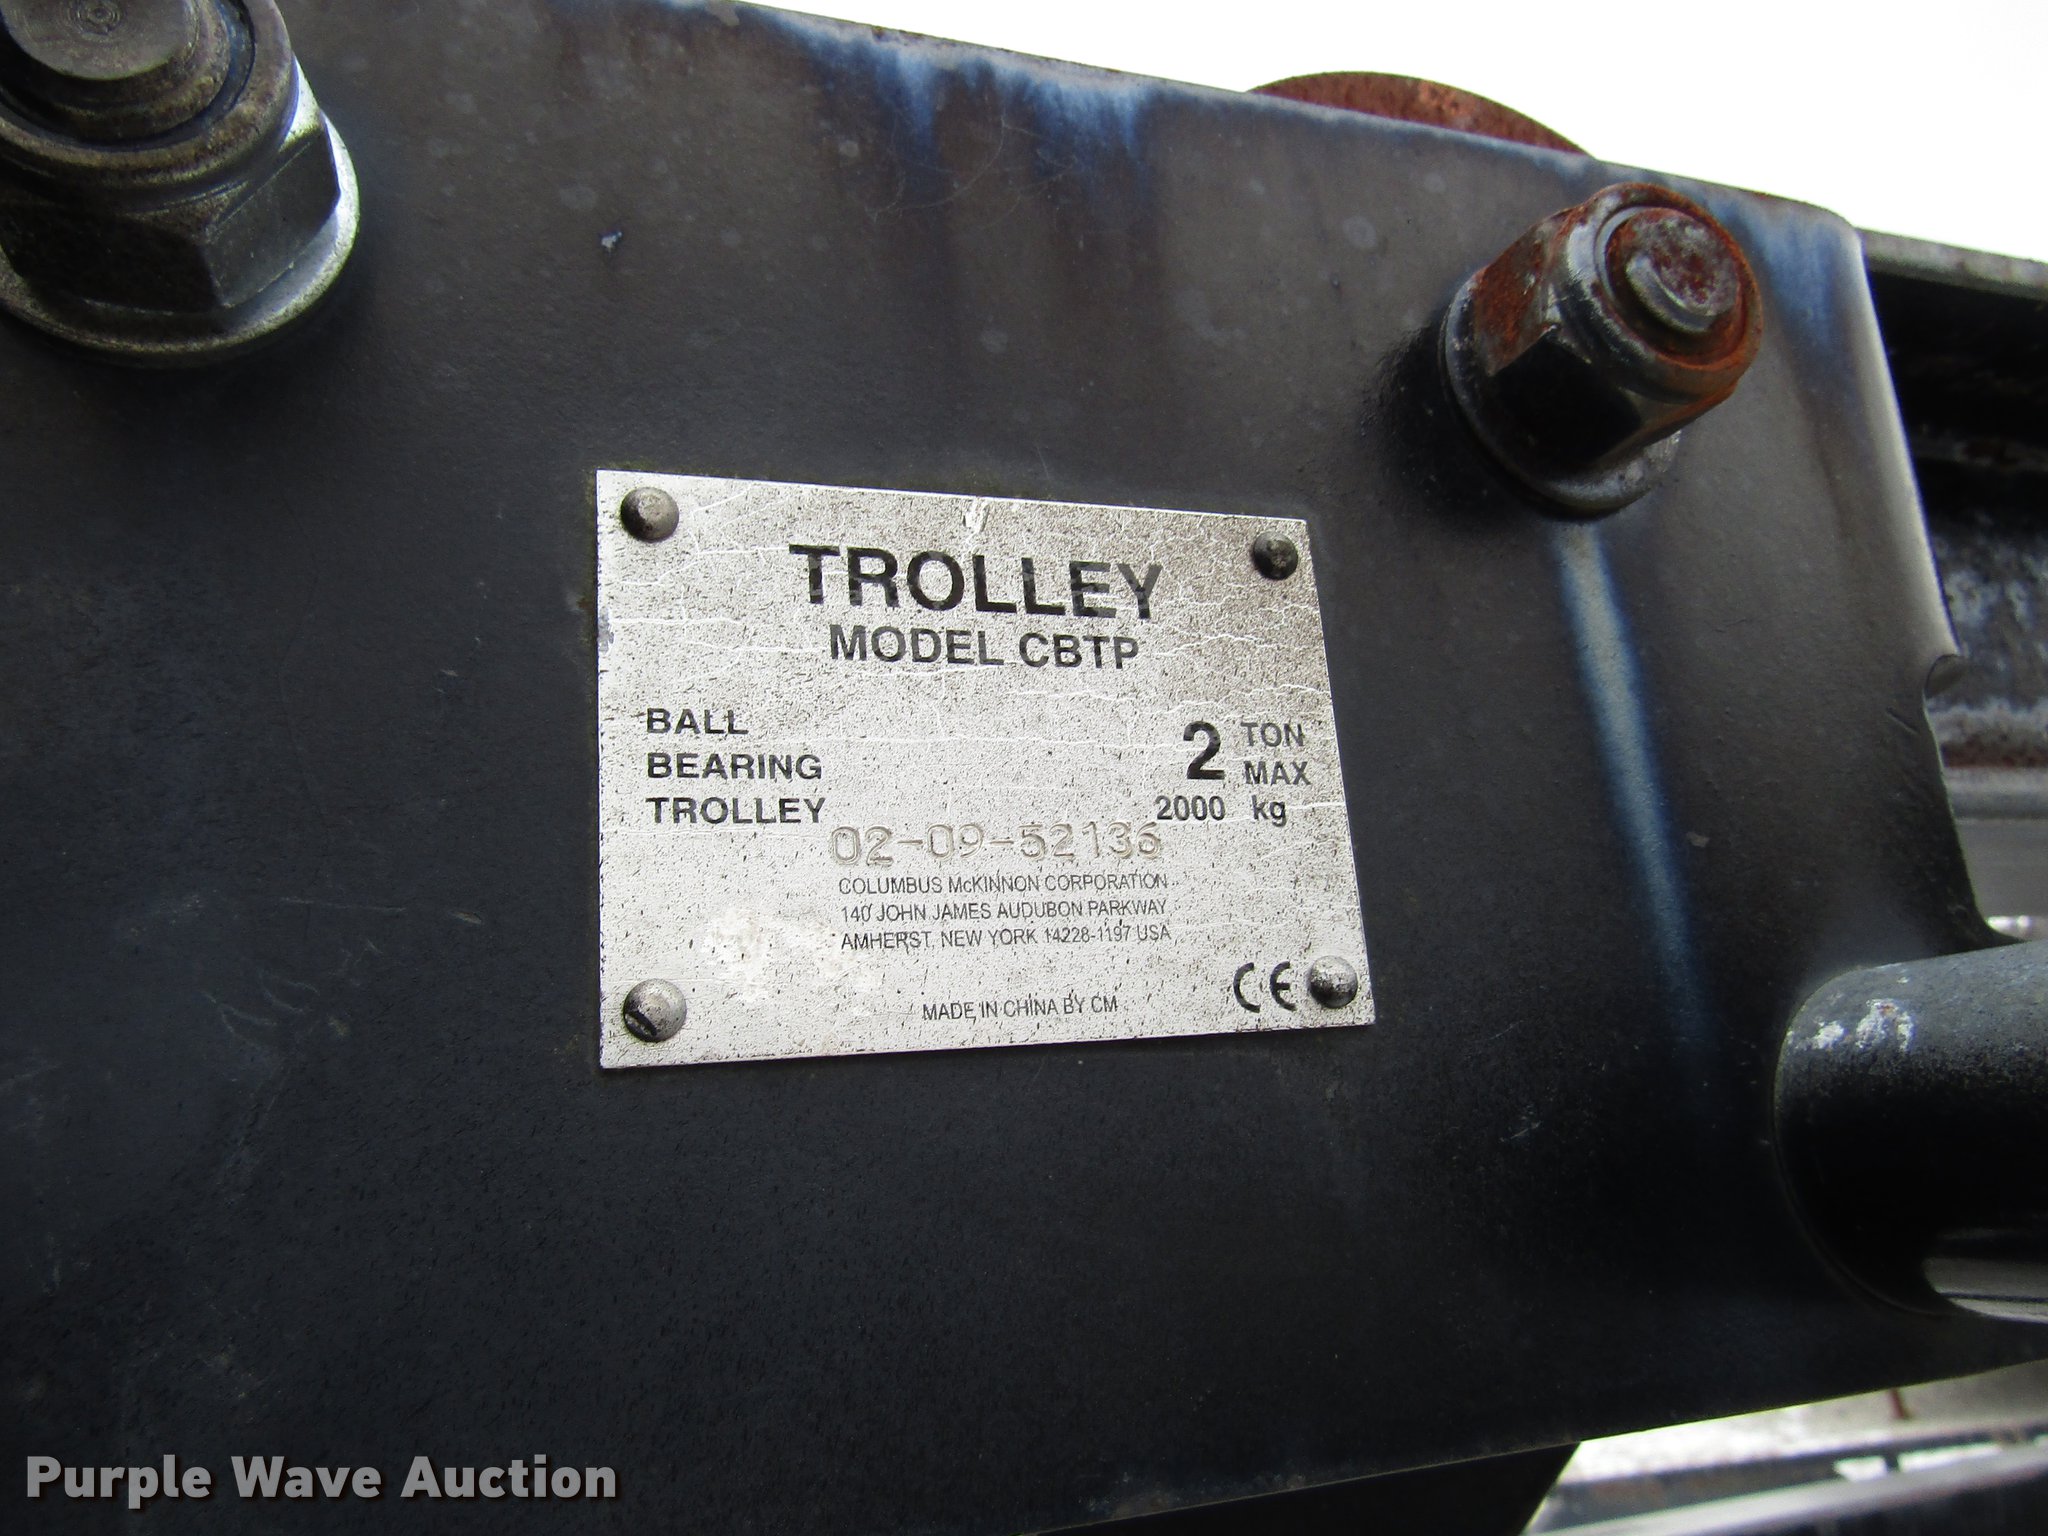 TROLLEY
MODEL CBTP
BALL
BEARING
TROLLEY
2 TON
MAX
2000 kg
02-09-52136
COLUMBUS McKINNON CORPORATION
140 JOHN JAMES AUDUBON PARKWAY
AMHERST, NEW YORK 14228-1197 USA
MADE IN CHINA BY CM
CE
Purple Wave Auction